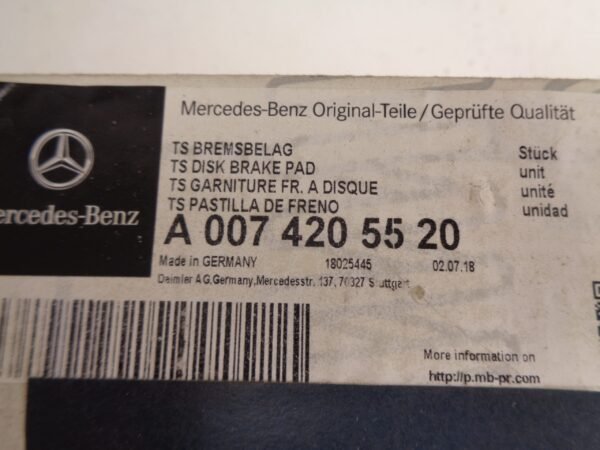 Mercedes-Benz Original-Teile/Geprüfte Qualität
TS BREMSBELAG Stück
TS DISK BRAKE PAD unit
TS GARNITURE FR. A DISQUE unité
TS PASTILLA DE FRENO unidad
ercedes-Benz
A 007 420 55 20
Made in GERMANY 18025445 02.07.18
Daimler AG,Germany,Mercedesstr. 137, 70327 Stuttgart
More information on
http://p.mb-pr.com